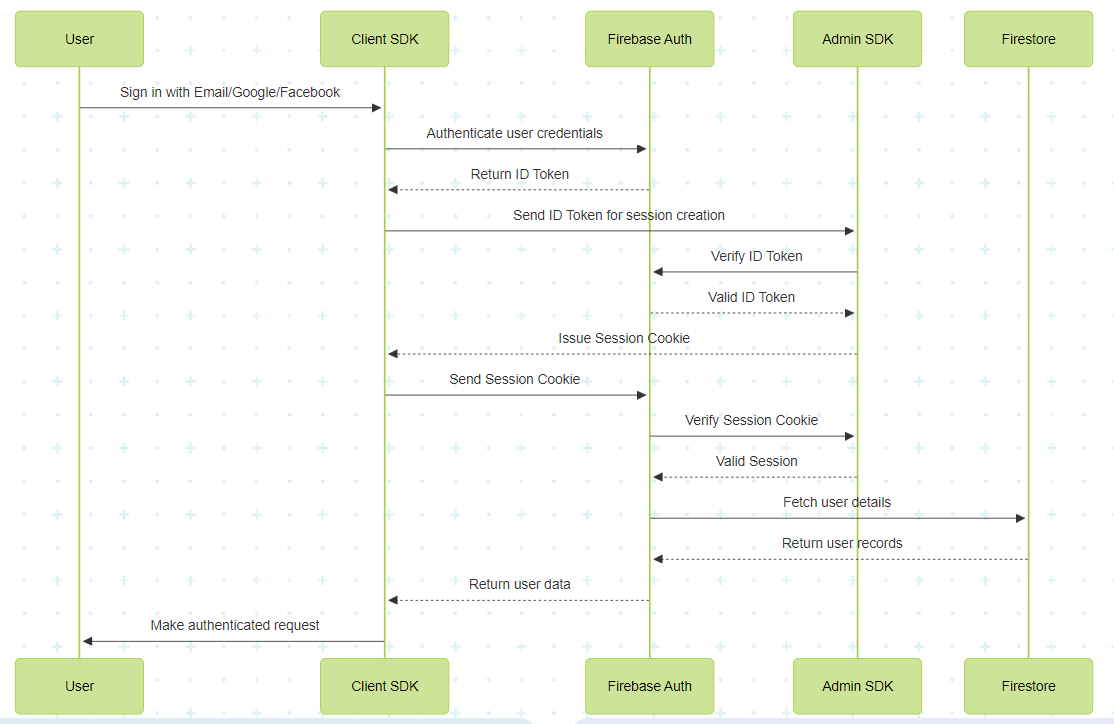 User
Client SDK
Firebase Auth
Admin SDK
Firestore
Sign in with Email/Google/Facebook
Authenticate user credentials
Return ID Token
Send ID Token for session creation
Verify ID Token
Valid ID Token
Issue Session Cookie
Send Session Cookie
Verify Session Cookie
Valid Session
Fetch user details
Return user records
Return user data
Make authenticated request
User
Client SDK
Firebase Auth
Admin SDK
Firestore